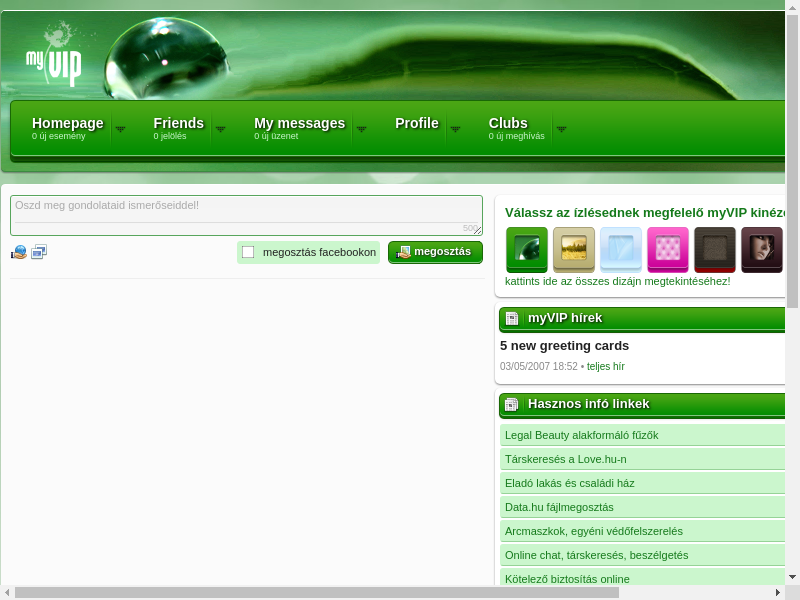 my VIP
Homepage
0 új esemény
Friends
0 jelölés
My messages
0 új üzenet
Profile
Clubs
0 új meghívás
Oszd meg gondolataid ismerőseiddel!
500
megosztás facebookon
megosztás
Válassz az ízlésednek megfelelő myVIP kinéz
kattints ide az összes dizájn megtekintéséhez!
myVIP hírek
5 new greeting cards
03/05/2007 18:52 • teljes hír
Hasznos infó linkek
Legal Beauty alakformáló fűzők
Társkeresés a Love.hu-n
Eladó lakás és családi ház
Data.hu fájlmegosztás
Arcmaszkok, egyéni védőfelszerelés
Online chat, társkeresés, beszélgetés
Kötelező biztosítás online